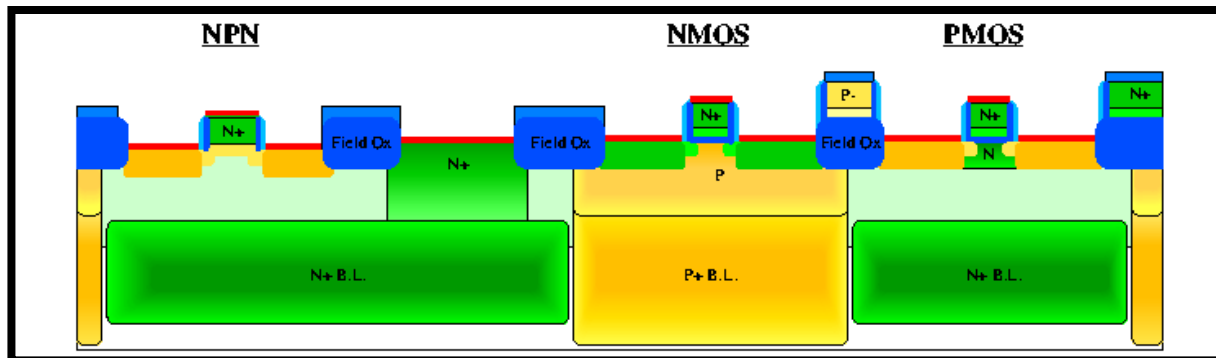 NPN
NMOS
PMOS
P-
N+
N+
N+
N+
Field Ox
Field Ox
Field Ox
N
N+
P
N+ B.L.
P+ B.L.
N+ B.L.